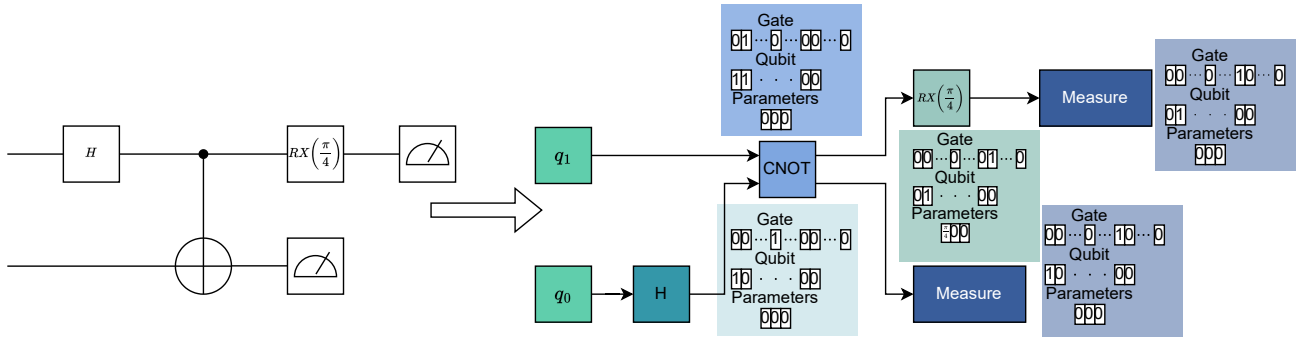 H
RX(π/4)
q₁
q₀
H
CNOT
Gate
01···0···00···0
Qubit
11 · · · 00
Parameters
000
Gate
00···1···00···0
Qubit
10 · · · 00
Parameters
000
RX(π/4)
Gate
00···0···01···0
Qubit
01 · · · 00
Parameters
π/4 00
Measure
Gate
00···0···10···0
Qubit
01 · · · 00
Parameters
000
Measure
Gate
00···0···10···0
Qubit
10 · · · 00
Parameters
000